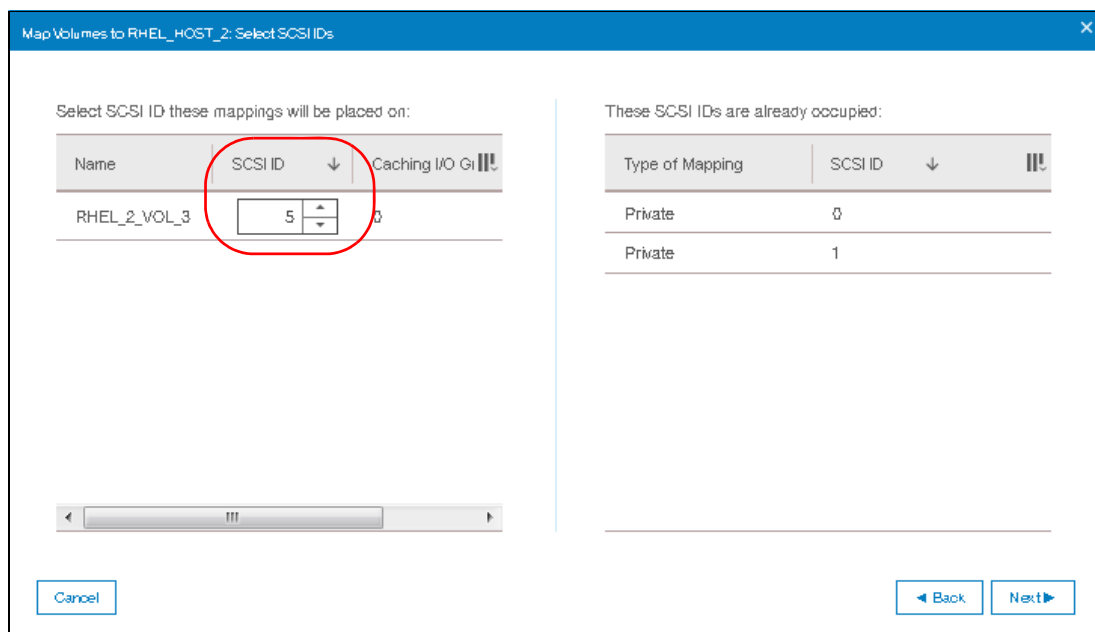 Map Volumes to RHEL_HOST_2: Select SCSI IDs
Select SCSI ID these mappings will be placed on:
Name SCSI ID Caching I/O Gr
RHEL_2_VOL_3 5 0
These SCSI IDs are already occupied:
Type of Mapping SCSI ID
Private 0
Private 1
Cancel
Back
Next